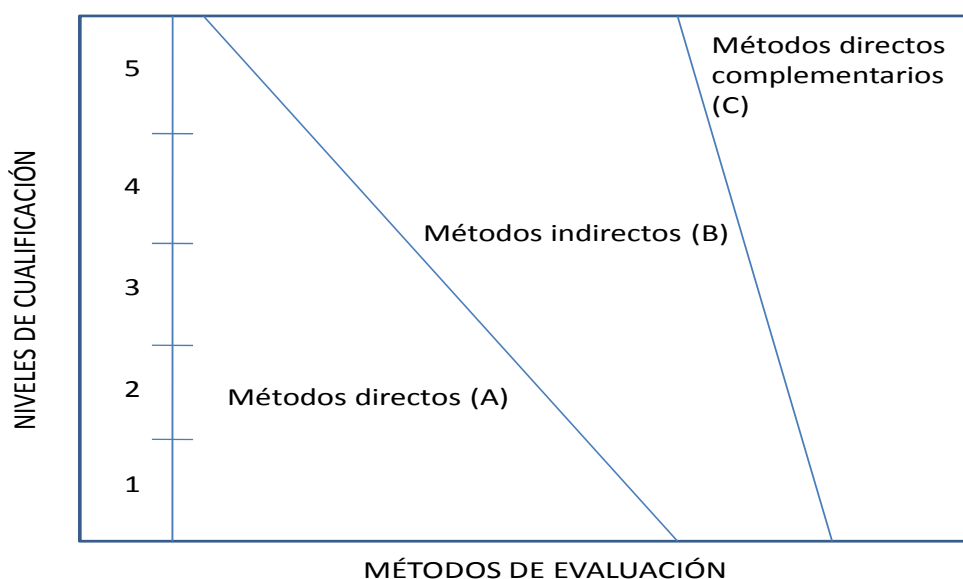 Métodos directos
complementarios
(C)
5
4
Métodos indirectos (B)
3
2
Métodos directos (A)
1
NIVELES DE CUALIFICACIÓN
MÉTODOS DE EVALUACIÓN